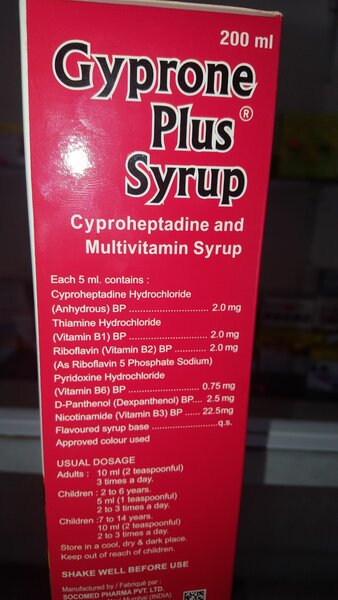 200 ml
Gyprone
Plus ®
Syrup
Cyproheptadine and
Multivitamin Syrup
Each 5 ml. contains :
Cyproheptadine Hydrochloride
(Anhydrous) BP ............................ 2.0 mg
Thiamine Hydrochloride
(Vitamin B1) BP ............................ 2.0 mg
Riboflavin (Vitamin B2) BP ........... 2.0 mg
(As Riboflavin 5 Phosphate Sodium)
Pyridoxine Hydrochloride
(Vitamin B6) BP ......................... 0.75 mg
D-Panthenol (Dexpanthenol) BP.... 2.5 mg
Nicotinamide (Vitamin B3) BP ...... 22.5mg
Flavoured syrup base .......................q.s.
Approved colour used
USUAL DOSAGE
Adults : 10 ml (2 teaspoonful)
3 times a day.
Children : 2 to 6 years.
5 ml (1 teaspoonful)
2 to 3 times a day.
Children :7 to 14 years.
10 ml (2 teaspoonful)
2 to 3 times a day.
Store in a cool, dry & dark place.
Keep out of reach of children.
SHAKE WELL BEFORE USE
Manufactured by / Fabriqué par :
SOCOMED PHARMA PVT. LTD.
Mumbai (INDIA)